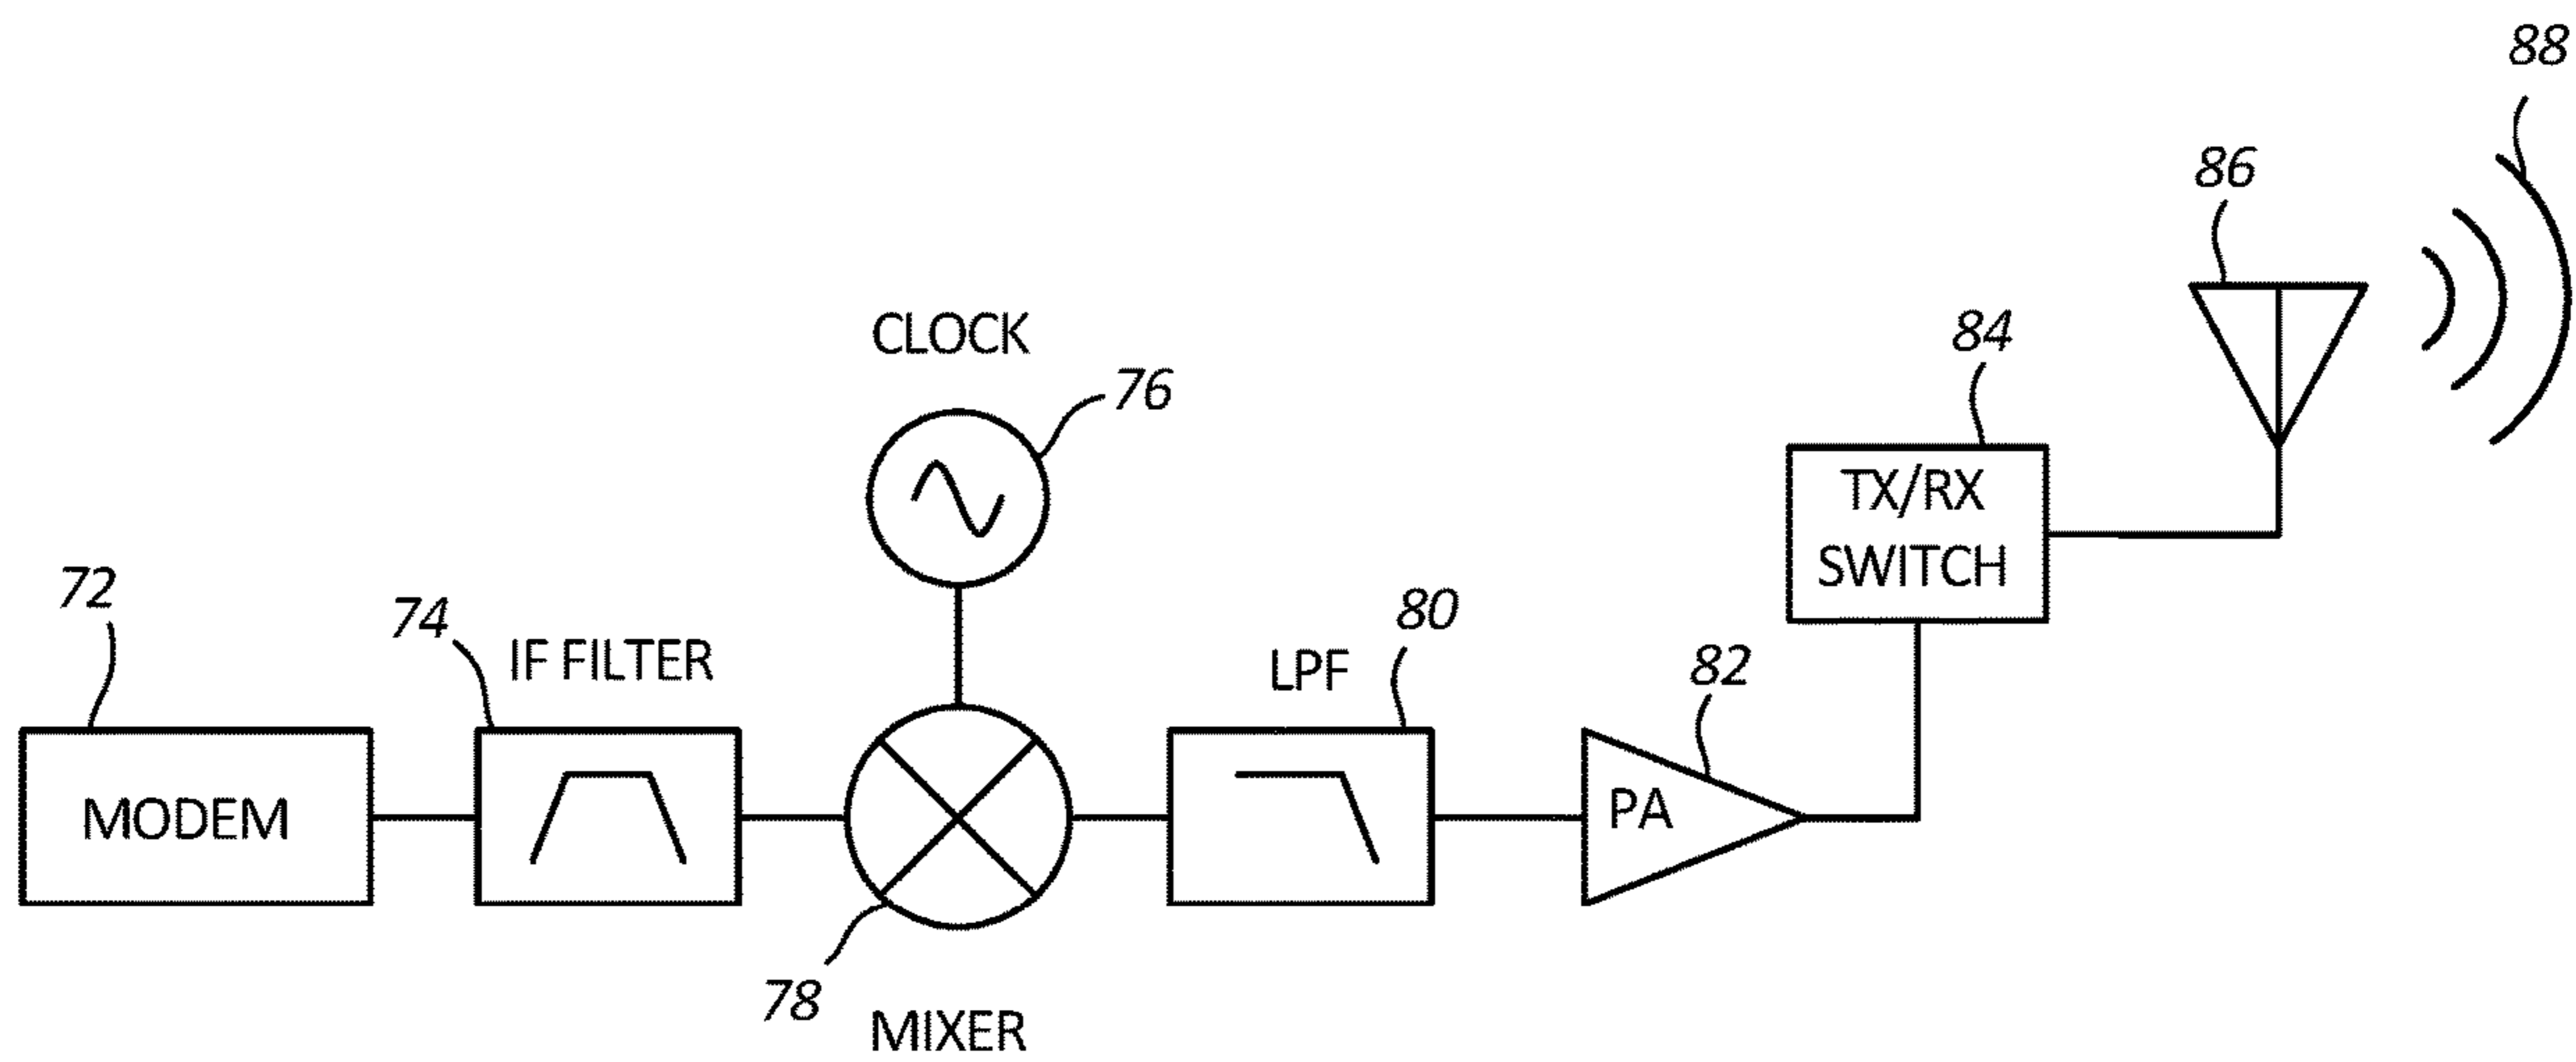 88
86
84
CLOCK
76
TX/RX
SWITCH
72
74
IF FILTER
80
LPF
82
MODEM
PA
78
MIXER